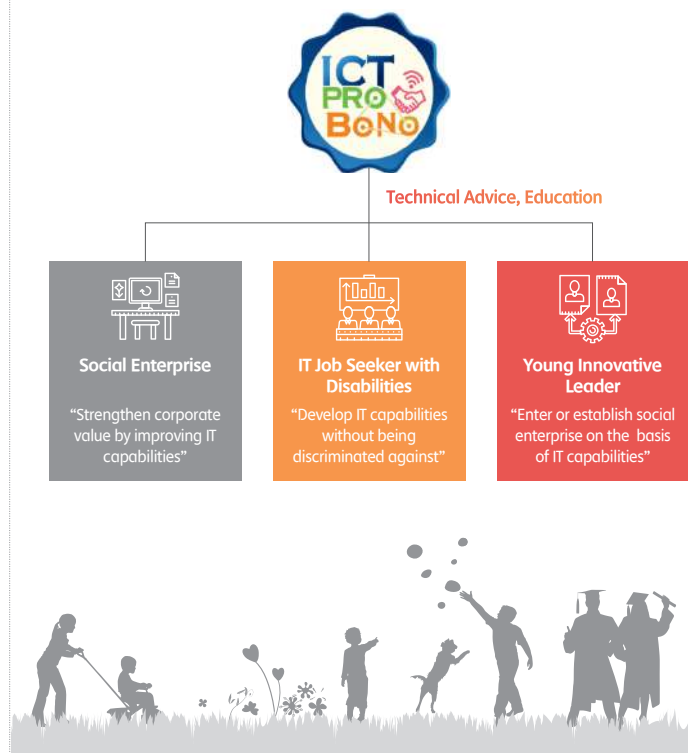 ICT
PRO
BONO
Technical Advice, Education
Social Enterprise
“Strengthen corporate
value by improving IT
capabilities”
IT Job Seeker with
Disabilities
“Develop IT capabilities
without being
discriminated against”
Young Innovative
Leader
“Enter or establish social
enterprise on the basis
of IT capabilities”